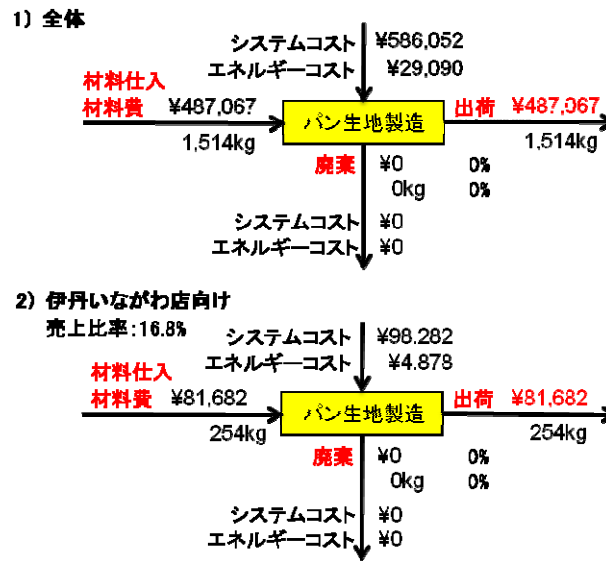 1) 全体
システムコスト ¥586,052
エネルギーコスト ¥29,090
材料仕入
材料費 ¥487,067
1,514kg
パン生地製造
出荷 ¥487,067
1,514kg
廃棄 ¥0 0%
0kg 0%
システムコスト ¥0
エネルギーコスト ¥0
2) 伊丹いながわ店向け
売上比率:16.8%
システムコスト ¥98.282
エネルギーコスト ¥4.878
材料仕入
材料費 ¥81,682
254kg
パン生地製造
出荷 ¥81,682
254kg
廃棄 ¥0 0%
0kg 0%
システムコスト ¥0
エネルギーコスト ¥0